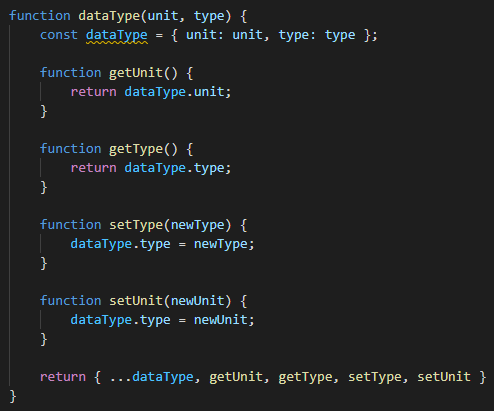 function dataType(unit, type) {
const dataType = { unit: unit, type: type };
function getUnit() {
return dataType.unit;
}
function getType() {
return dataType.type;
}
function setType(newType) {
dataType.type = newType;
}
function setUnit(newUnit) {
dataType.type = newUnit;
}
return { ...dataType, getUnit, getType, setType, setUnit }
}